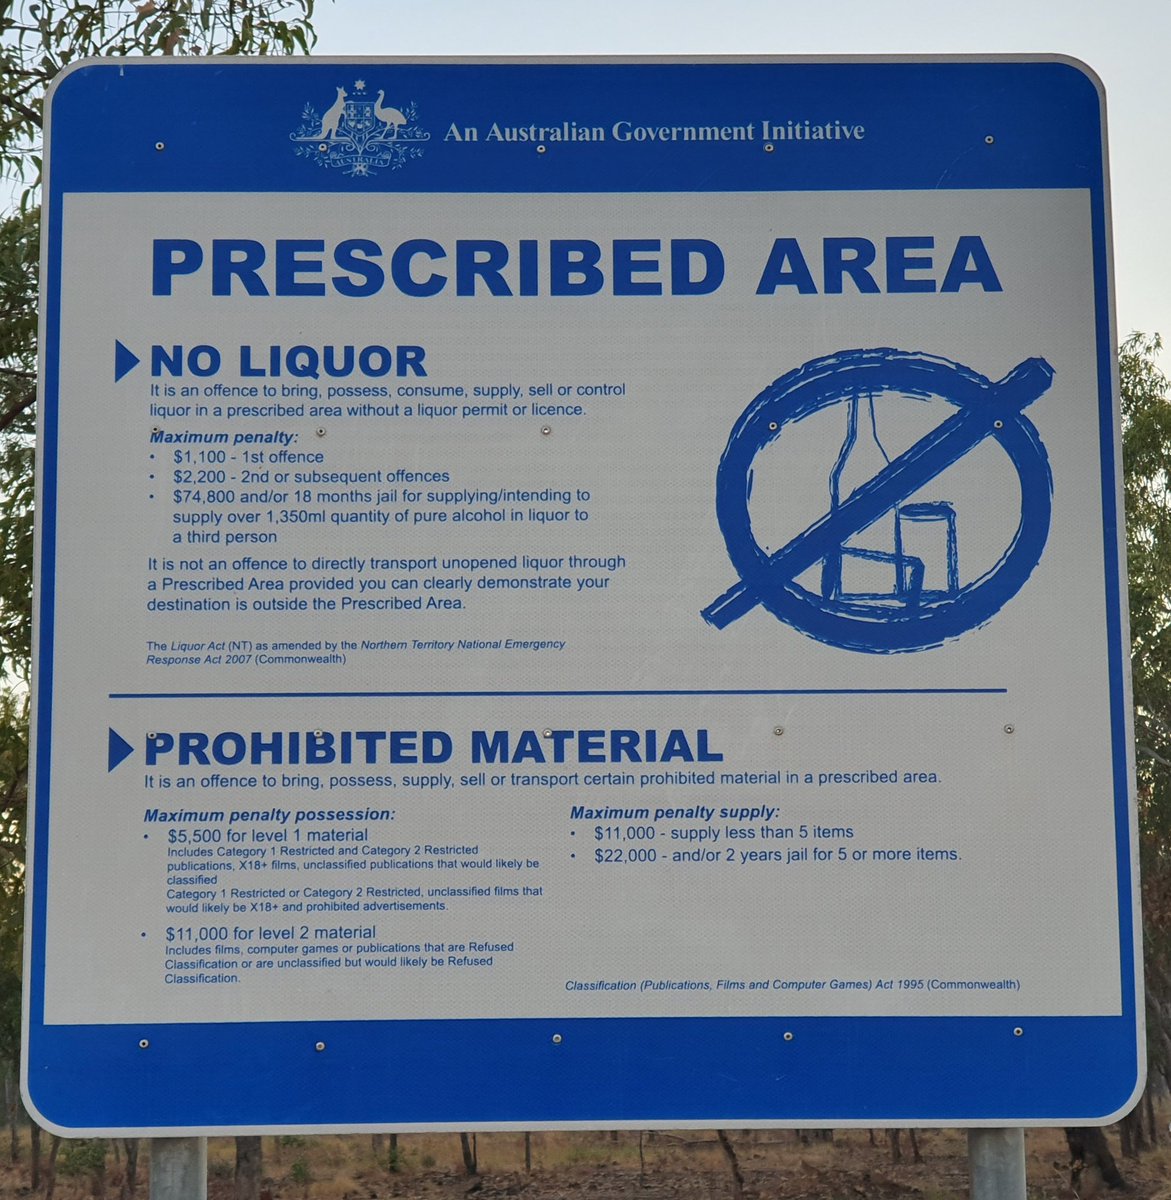 AUSTRALIA
An Australian Government Initiative
PRESCRIBED AREA
NO LIQUOR
It is an offence to bring, possess, consume, supply, sell or control
liquor in a prescribed area without a liquor permit or licence.
Maximum penalty:
• $1,100 - 1st offence
• $2,200 - 2nd or subsequent offences
• $74,800 and/or 18 months jail for supplying/intending to
supply over 1,350ml quantity of pure alcohol in liquor to
a third person
It is not an offence to directly transport unopened liquor through
a Prescribed Area provided you can clearly demonstrate your
destination is outside the Prescribed Area.
The Liquor Act (NT) as amended by the Northern Territory National Emergency
Response Act 2007 (Commonwealth)
PROHIBITED MATERIAL
It is an offence to bring, possess, supply, sell or transport certain prohibited material in a prescribed area.
Maximum penalty possession:
• $5,500 for level 1 material
Includes Category 1 Restricted and Category 2 Restricted
publications, X18+ films, unclassified publications that would likely be
classified
Category 1 Restricted or Category 2 Restricted, unclassified films that
would likely be X18+ and prohibited advertisements.
• $11,000 for level 2 material
Includes films, computer games or publications that are Refused
Classification or are unclassified but would likely be Refused
Classification.
Maximum penalty supply:
• $11,000 - supply less than 5 items
• $22,000 - and/or 2 years jail for 5 or more items.
Classification (Publications, Films and Computer Games) Act 1995 (Commonwealth)